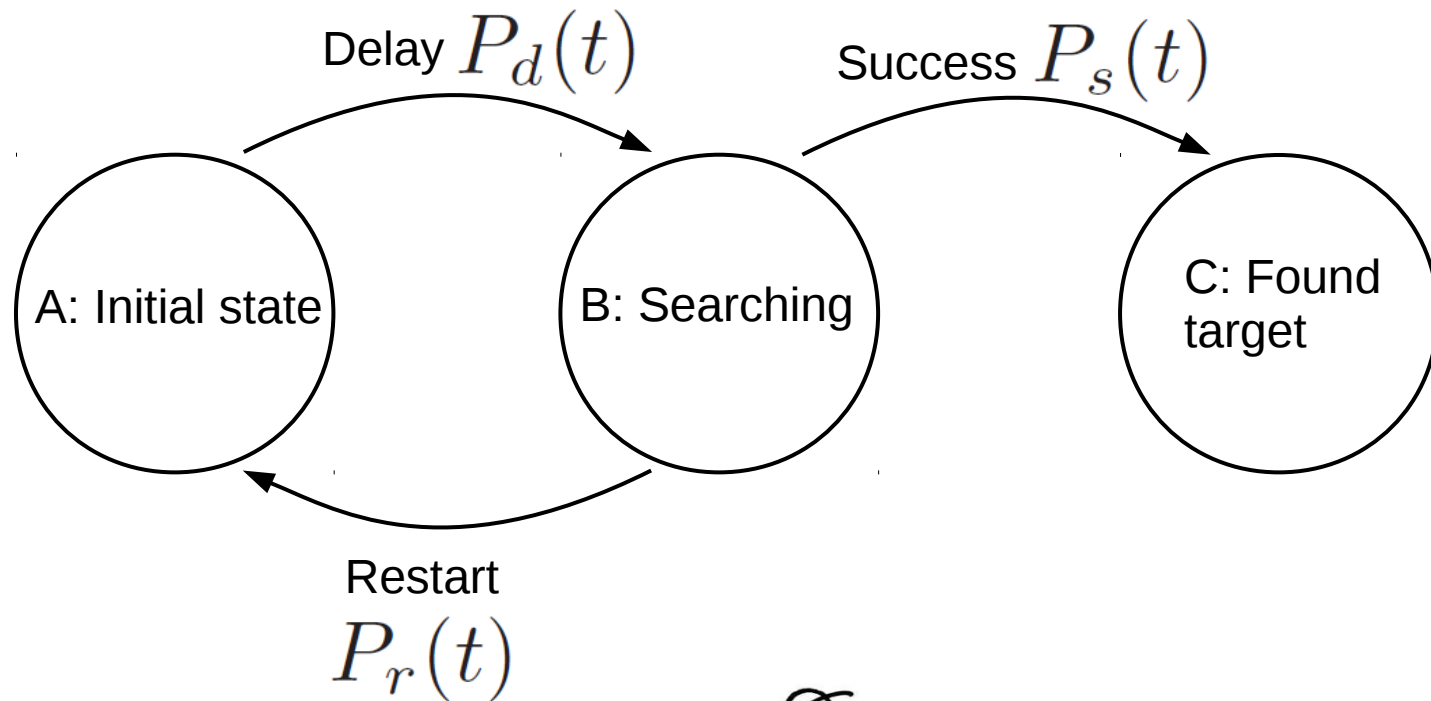 Delay P_d(t)
Success P_s(t)
A: Initial state
B: Searching
C: Found
target
Restart
P_r(t)